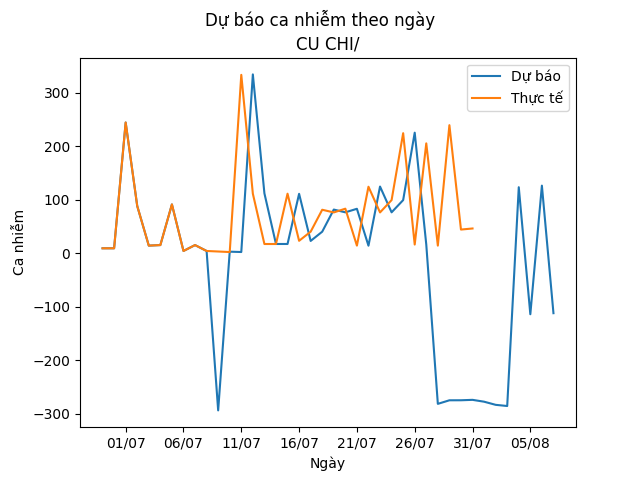 Dự báo ca nhiễm theo ngày
CU CHI/
Dự báo
Thực tế
300
200
100
0
−100
−200
−300
Ca nhiễm
01/07 06/07 11/07 16/07 21/07 26/07 31/07 05/08
Ngày